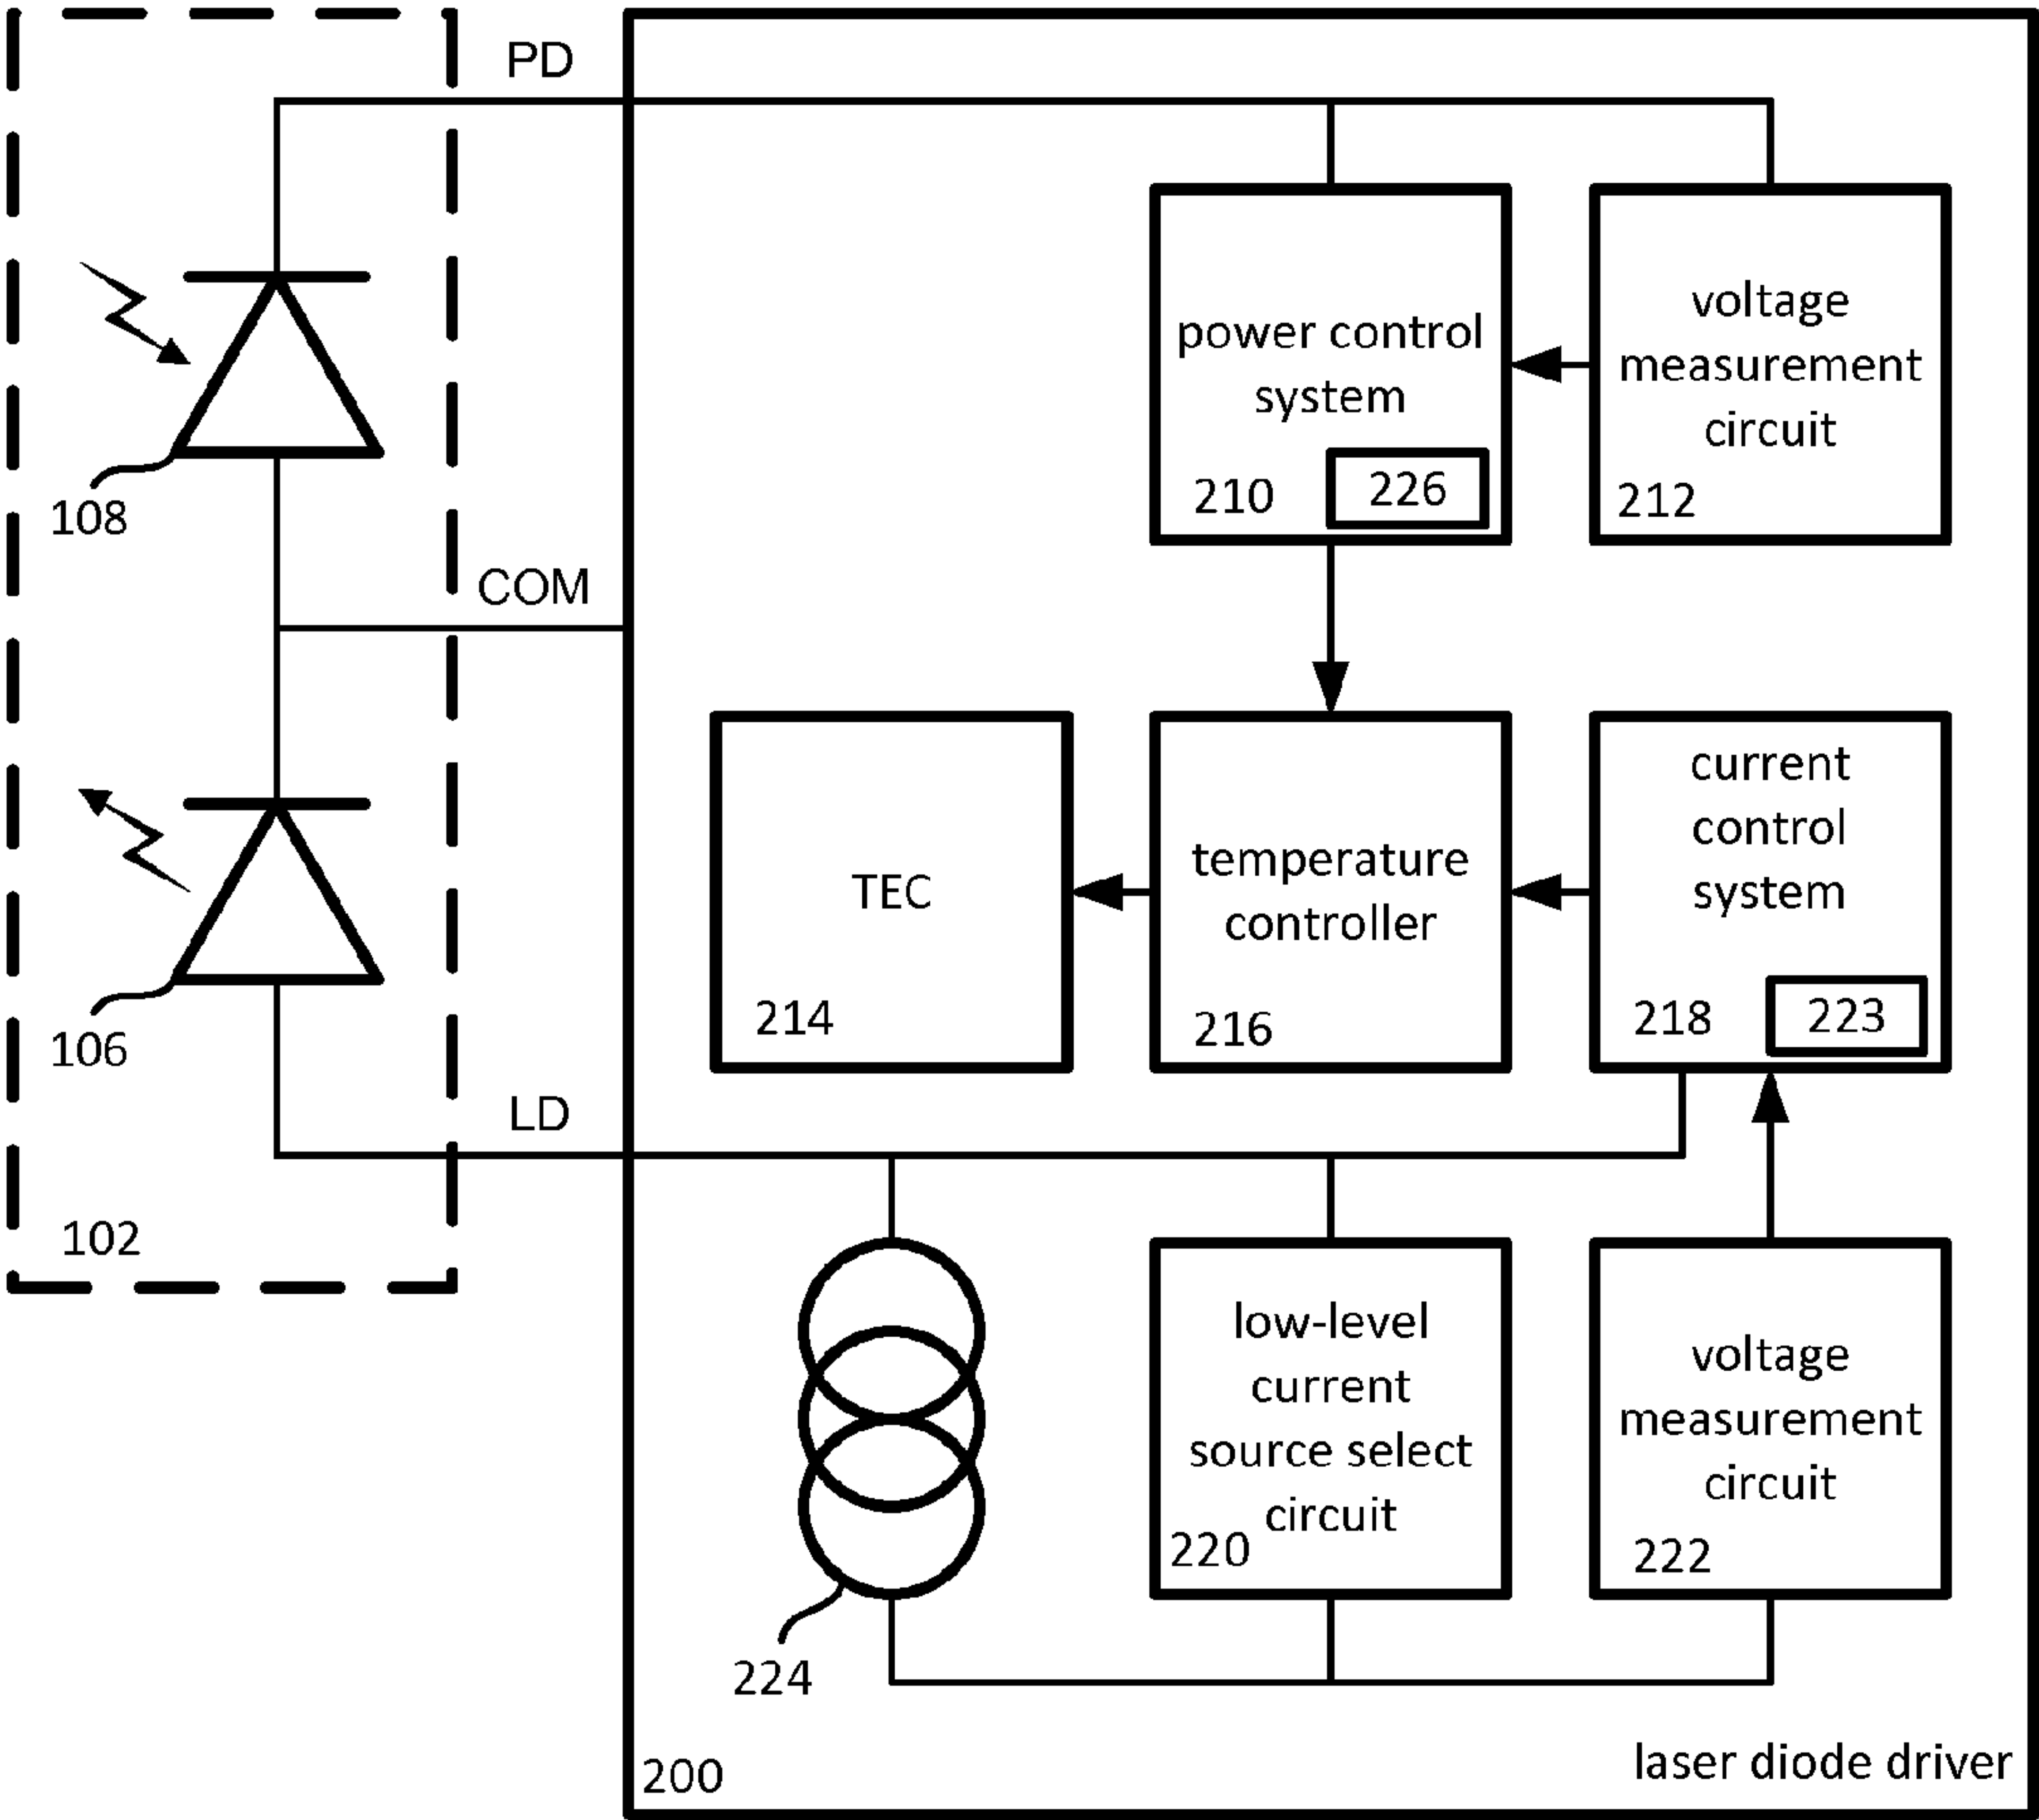 PD
power control
system
210
226
voltage
measurement
circuit
212
108
COM
TEC
214
temperature
controller
216
current
control
system
218
223
106
LD
102
224
low-level
current
source select
circuit
220
voltage
measurement
circuit
222
200
laser diode driver